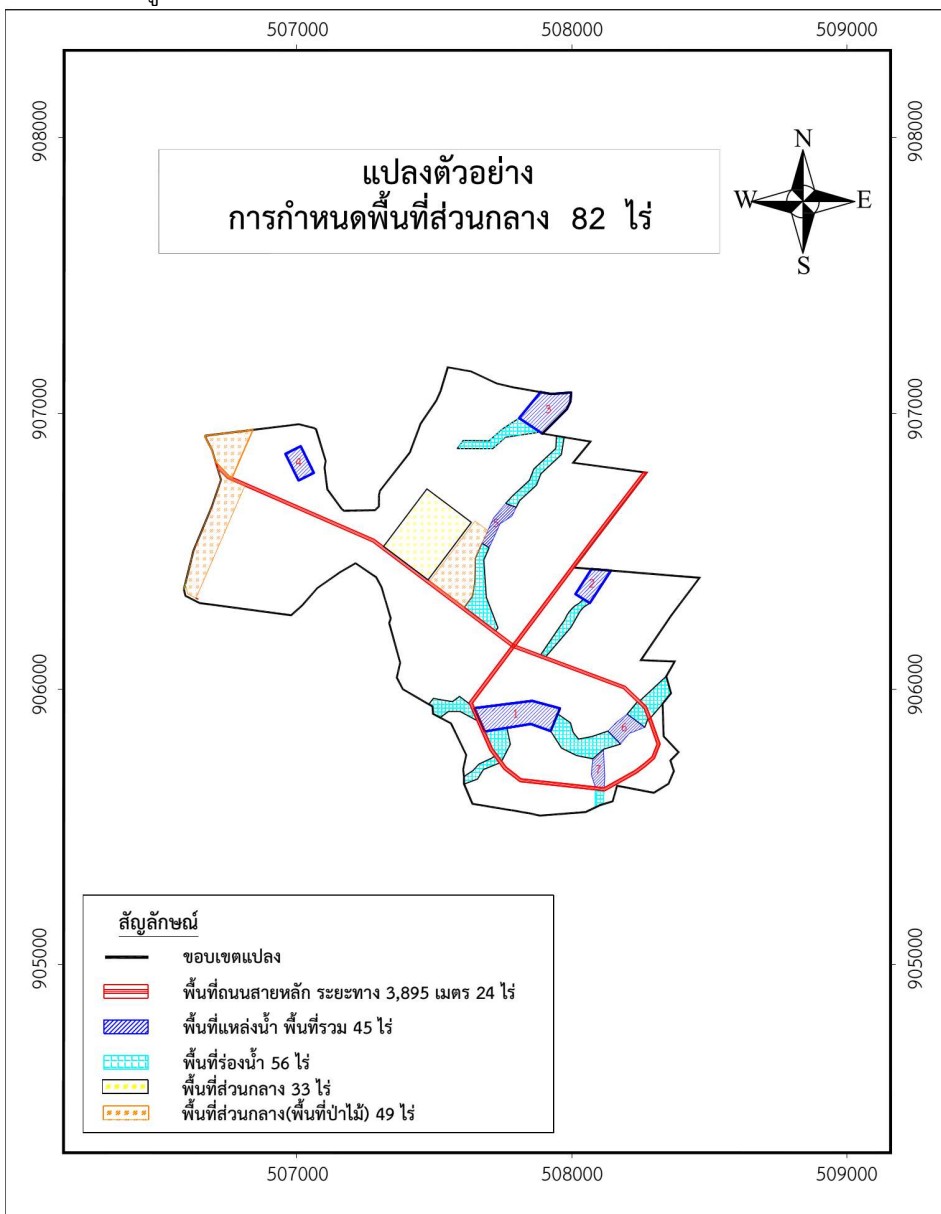 507000 508000 509000
908000 908000
แปลงตัวอย่าง
การกำหนดพื้นที่ส่วนกลาง 82 ไร่
N
W E
S
907000 907000
3
4
5
2
906000 906000
1
6
7
สัญลักษณ์
ขอบเขตแปลง
พื้นที่ถนนสายหลัก ระยะทาง 3,895 เมตร 24 ไร่
พื้นที่แหล่งน้ำ พื้นที่รวม 45 ไร่
พื้นที่ร่องน้ำ 56 ไร่
พื้นที่ส่วนกลาง 33 ไร่
พื้นที่ส่วนกลาง(พื้นที่ป่าไม้) 49 ไร่
905000 905000
507000 508000 509000